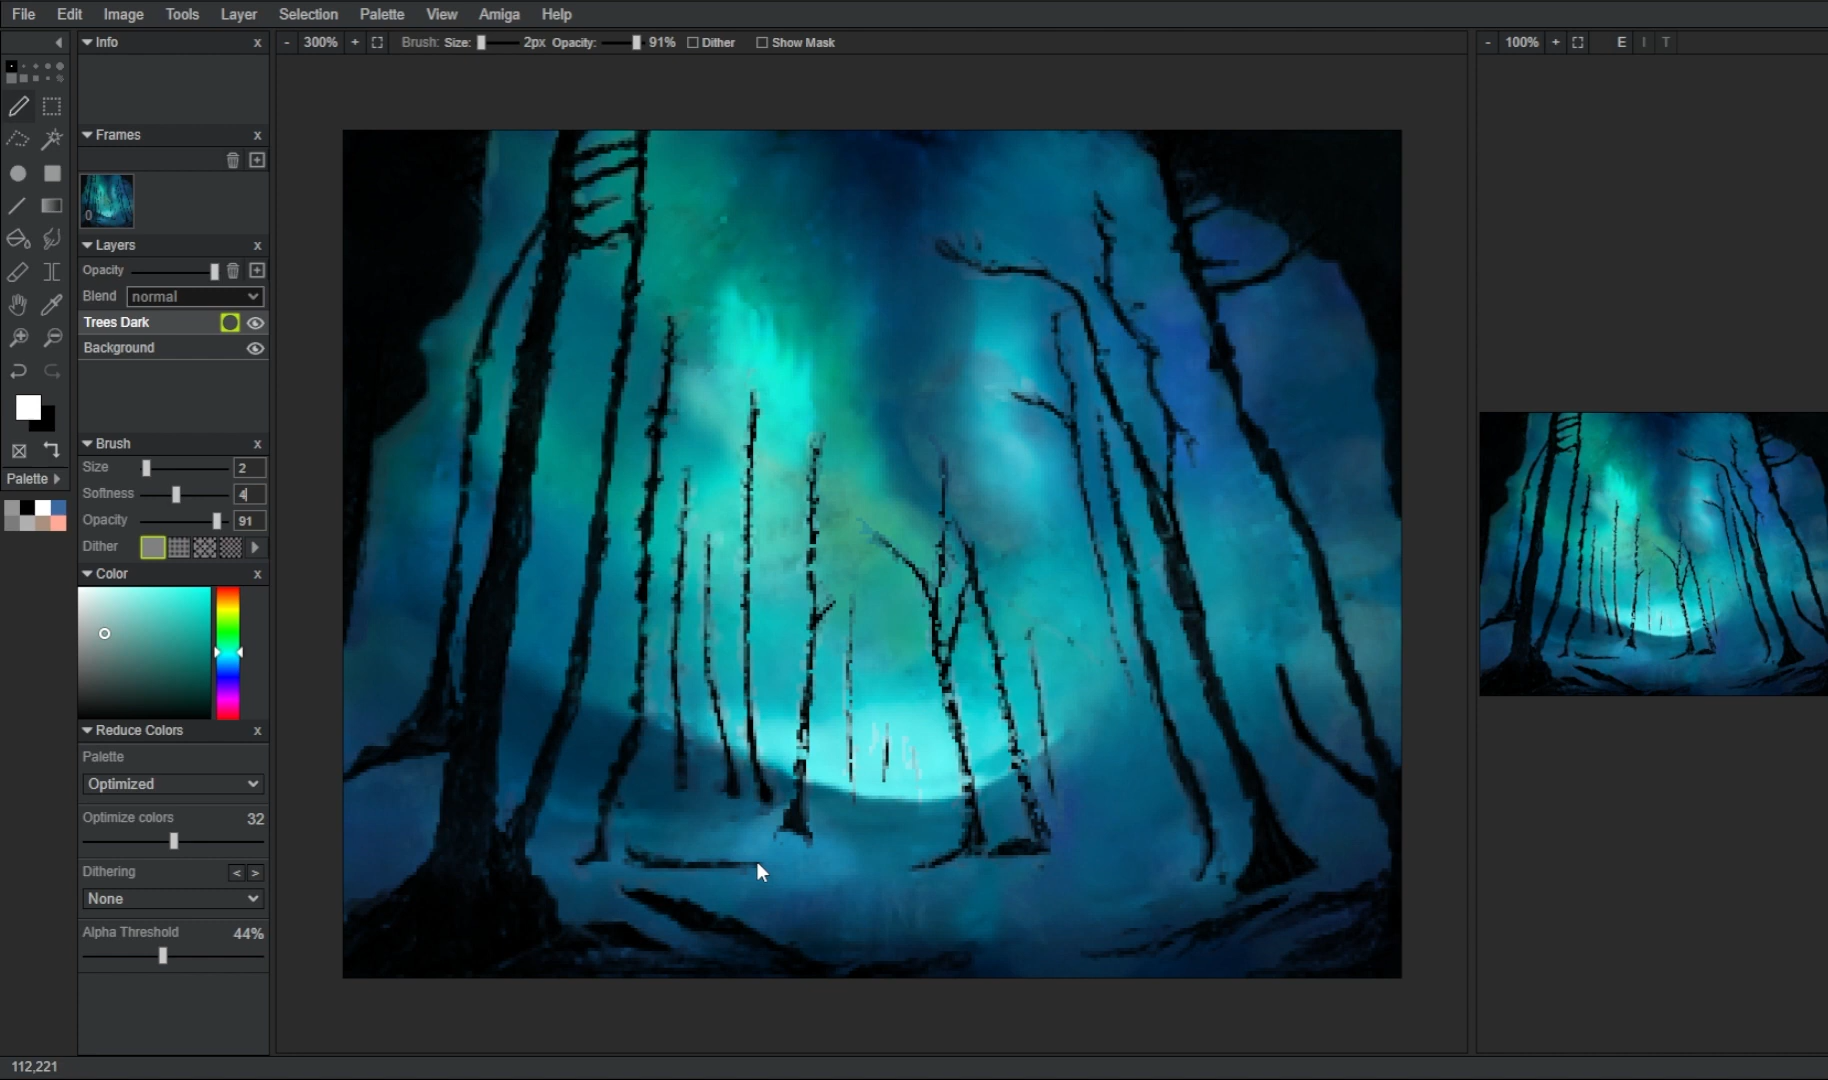 File Edit Image Tools Layer Selection Palette View Amiga Help
Info x
- 300% + Brush: Size: 2px Opacity: 91% Dither Show Mask
- 100% + E I T
Frames x
0
Layers x
Opacity
Blend normal
Trees Dark
Background
Brush x
Size 2
Palette
Softness 4
Opacity 91
Dither
Color x
Reduce Colors x
Palette
Optimized
Optimize colors 32
Dithering < >
None
Alpha Threshold 44%
112,221